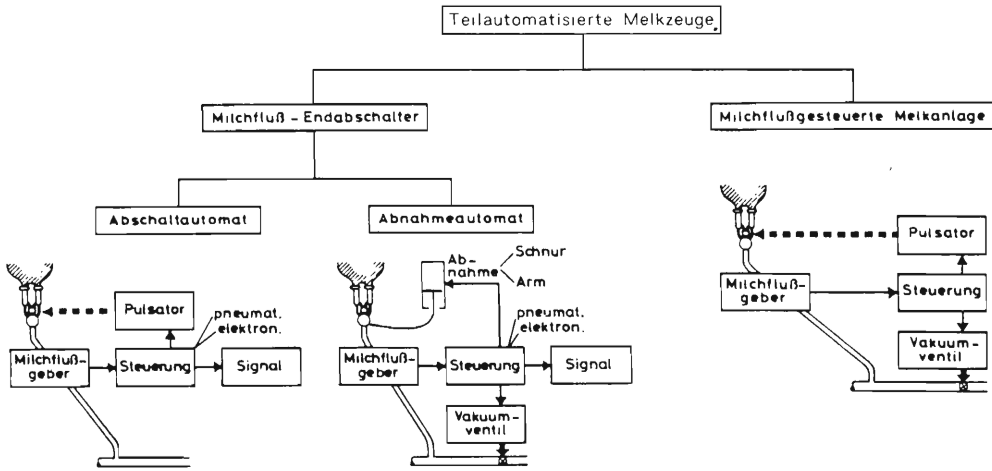 Teilautomatisierte Melkzeuge.
Milchfluß - Endabschalter
Milchflußgesteuerte Melkanlage
Abschaltautomat
Abnahmeautomat
Pulsator
pneumat.
elektron.
Milchfluß-
geber
Steuerung
Signal
Ab-
nahme
Schnur
Arm
pneumat.
elektron.
Milchfluß-
geber
Steuerung
Signal
Vakuum-
ventil
Pulsator
Milchfluß-
geber
Steuerung
Vakuum-
ventil